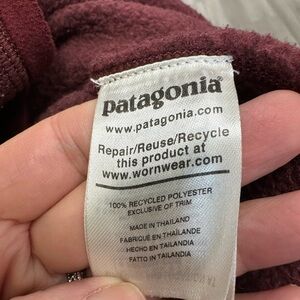 patagonia®
www.patagonia.com
Repair/Reuse/Recycle
this product at
www.wornwear.com
100% RECYCLED POLYESTER
EXCLUSIVE OF TRIM
MADE IN THAILAND
FABRIQUÉ EN THAÏLANDE
HECHO EN TAILANDIA
FATTO IN TAILANDIA